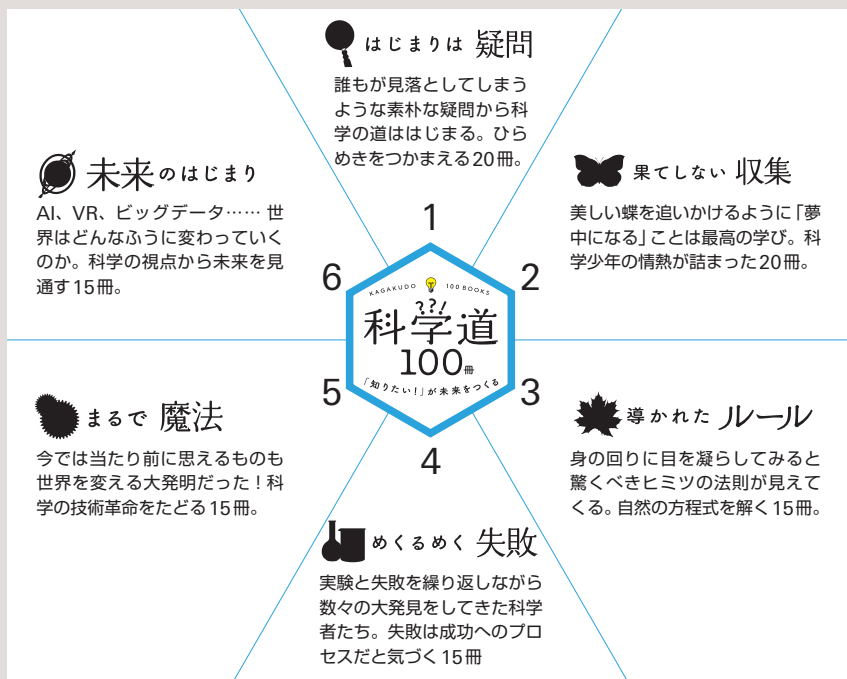 はじまりは 疑問
誰もが見落としてしまう
ような素朴な疑問から科
学の道ははじまる。ひら
めきをつかまえる20冊。
1
果てしない 収集
美しい蝶を追いかけるように「夢
中になる」ことは最高の学び。科
学少年の情熱が詰まった20冊。
2
導かれた ルール
身の回りに目を凝らしてみると
驚くべきヒミツの法則が見えて
くる。自然の方程式を解く15冊。
3
めくるめく 失敗
実験と失敗を繰り返しながら
数々の大発見をしてきた科学
者たち。失敗は成功へのプロ
セスだと気づく15冊
4
まるで 魔法
今では当たり前に思えるものも
世界を変える大発明だった!科
学の技術革命をたどる15冊。
5
未来のはじまり
AI、VR、ビッグデータ…… 世
界はどんなふうに変わっていく
のか。科学の視点から未来を見
通す15冊。
6
KAGAKUDO 100 BOOKS
??!
科学道
100冊
「知りたい!」が未来をつくる